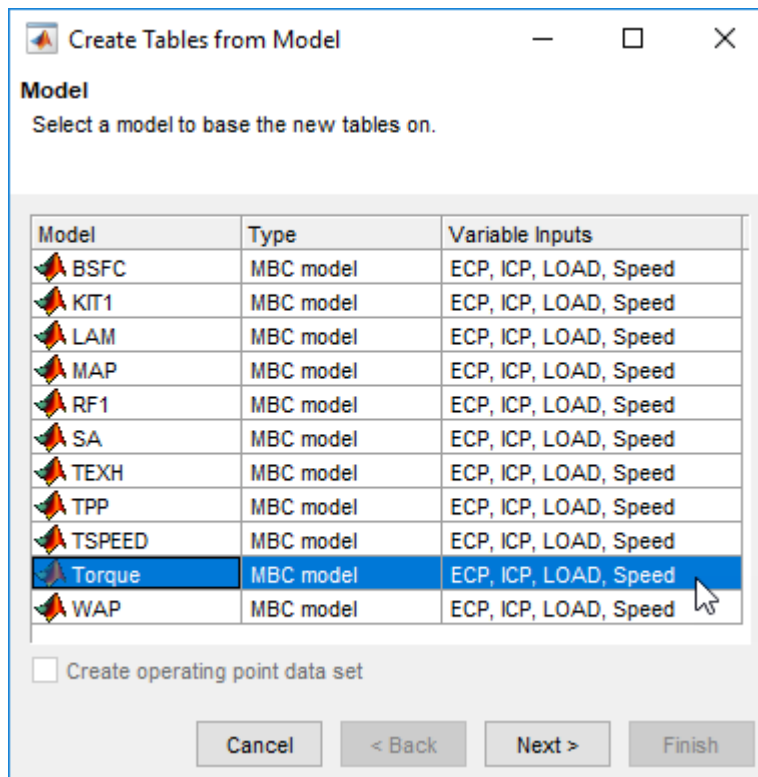 Create Tables from Model
Model
Select a model to base the new tables on.
Model Type Variable Inputs
BSFC MBC model ECP, ICP, LOAD, Speed
KIT1 MBC model ECP, ICP, LOAD, Speed
LAM MBC model ECP, ICP, LOAD, Speed
MAP MBC model ECP, ICP, LOAD, Speed
RF1 MBC model ECP, ICP, LOAD, Speed
SA MBC model ECP, ICP, LOAD, Speed
TEXH MBC model ECP, ICP, LOAD, Speed
TPP MBC model ECP, ICP, LOAD, Speed
TSPEED MBC model ECP, ICP, LOAD, Speed
Torque MBC model ECP, ICP, LOAD, Speed
WAP MBC model ECP, ICP, LOAD, Speed
Create operating point data set
Cancel < Back Next > Finish